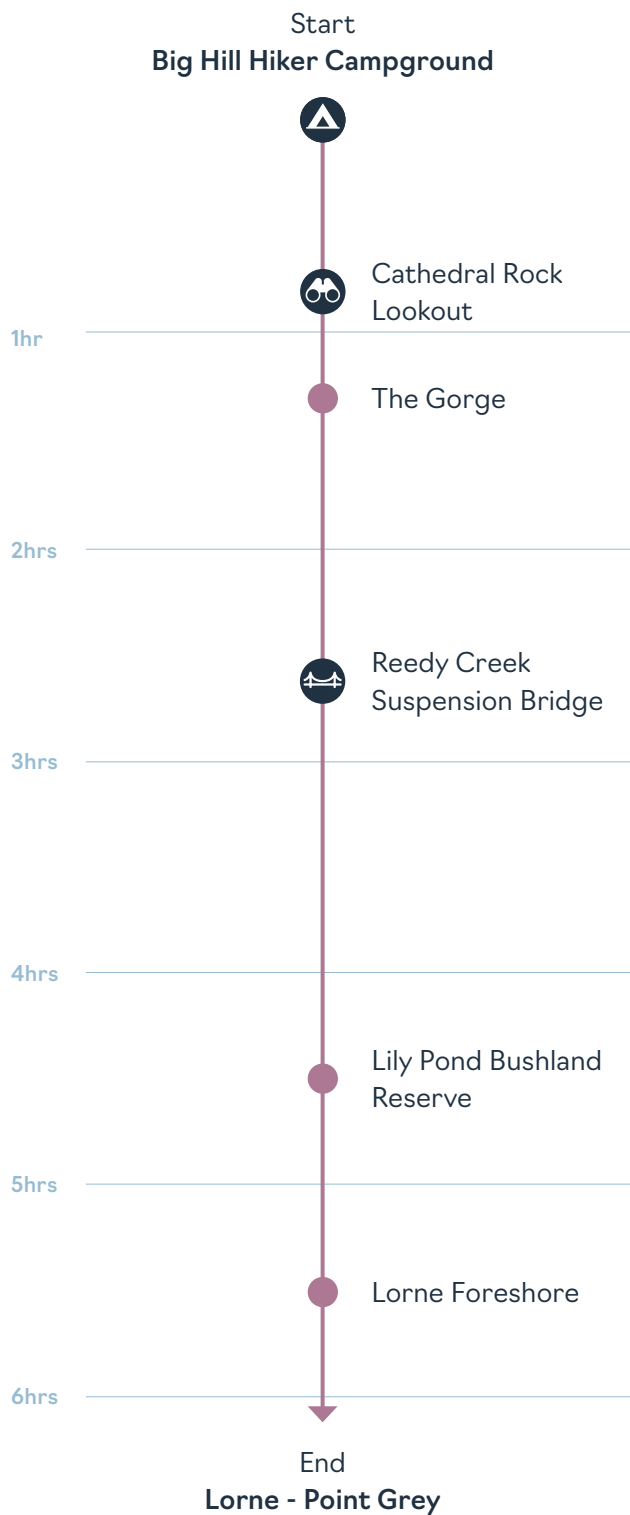 Start
Big Hill Hiker Campground
Cathedral Rock
Lookout
1hr
The Gorge
2hrs
Reedy Creek
Suspension Bridge
3hrs
4hrs
Lily Pond Bushland
Reserve
5hrs
Lorne Foreshore
6hrs
End
Lorne - Point Grey